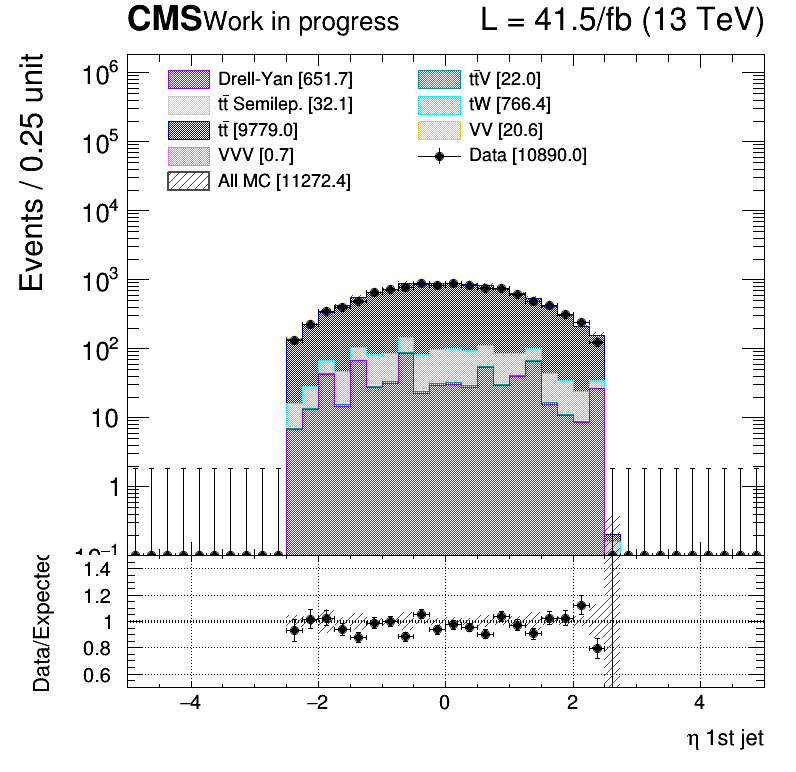 CMS Work in progress L = 41.5/fb (13 TeV)
Events / 0.25 unit
10⁶
10⁵
10⁴
10³
10²
10
1
10⁻¹
Drell-Yan [651.7]
tt̄ Semilep. [32.1]
tt̄ [9779.0]
VVV [0.7]
All MC [11272.4]
tt̄V [22.0]
tW [766.4]
VV [20.6]
Data [10890.0]
Data/Expected
1.4
1.2
1
0.8
0.6
−4 −2 0 2 4
η 1st jet